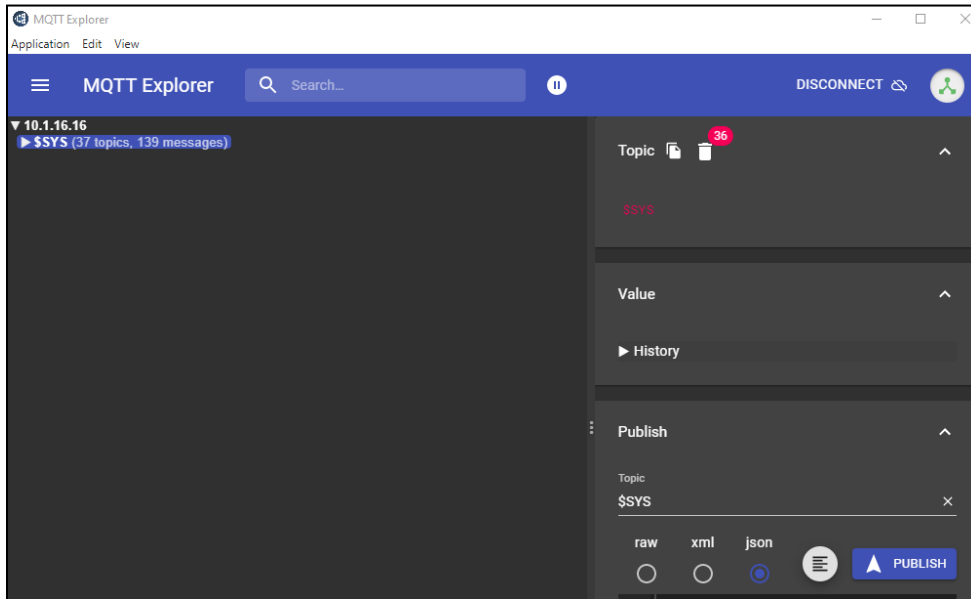 MQTT Explorer
Application Edit View
MQTT Explorer
Search...
DISCONNECT
▼ 10.1.16.16
▶ $SYS (37 topics, 139 messages)
Topic
36
$SYS
Value
▶ History
Publish
Topic
$SYS
raw xml json
PUBLISH